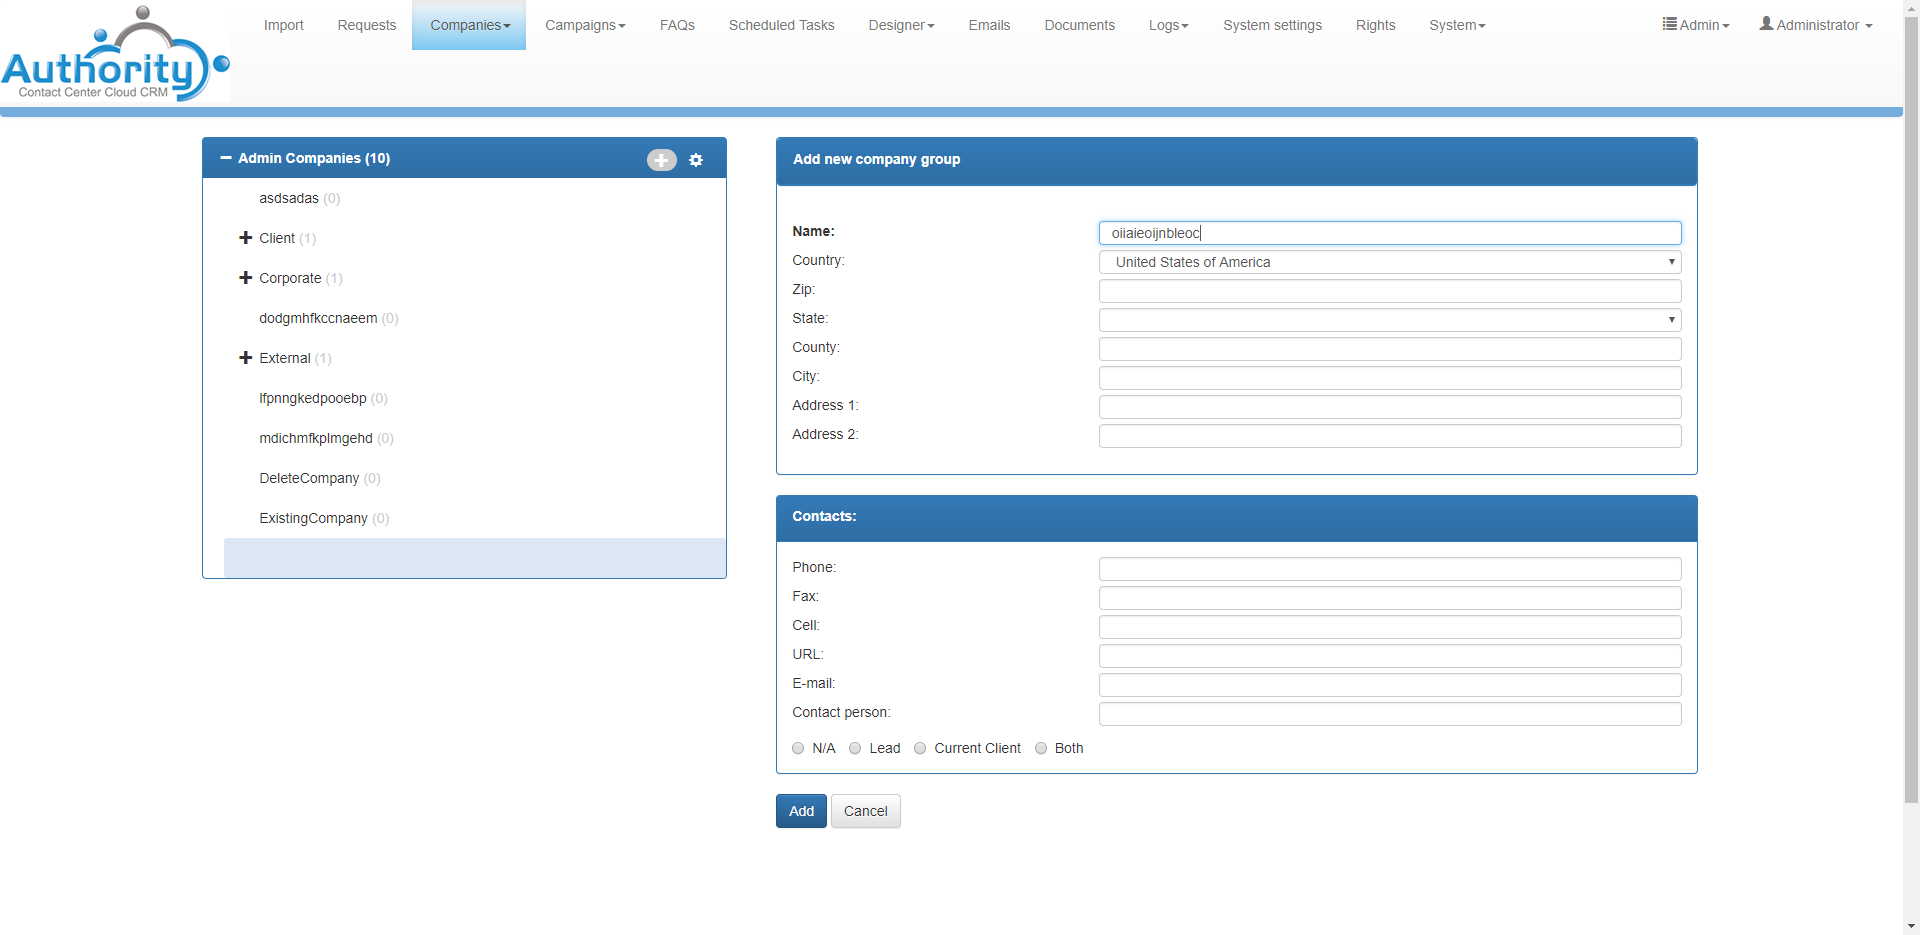 Authority
Contact Center Cloud CRM
Import Requests Companies Campaigns FAQs Scheduled Tasks Designer Emails Documents Logs System settings Rights System Admin Administrator
Admin Companies (10)
asdsadas (0)
Client (1)
Corporate (1)
dodgmhfkccnaeem (0)
External (1)
lfpnngkedpooebp (0)
mdichmfkplmgehd (0)
DeleteCompany (0)
ExistingCompany (0)
Add new company group
Name: oiiaieoijnbleoc
Country: United States of America
Zip:
State:
County:
City:
Address 1:
Address 2:
Contacts:
Phone:
Fax:
Cell:
URL:
E-mail:
Contact person:
N/A Lead Current Client Both
Add Cancel